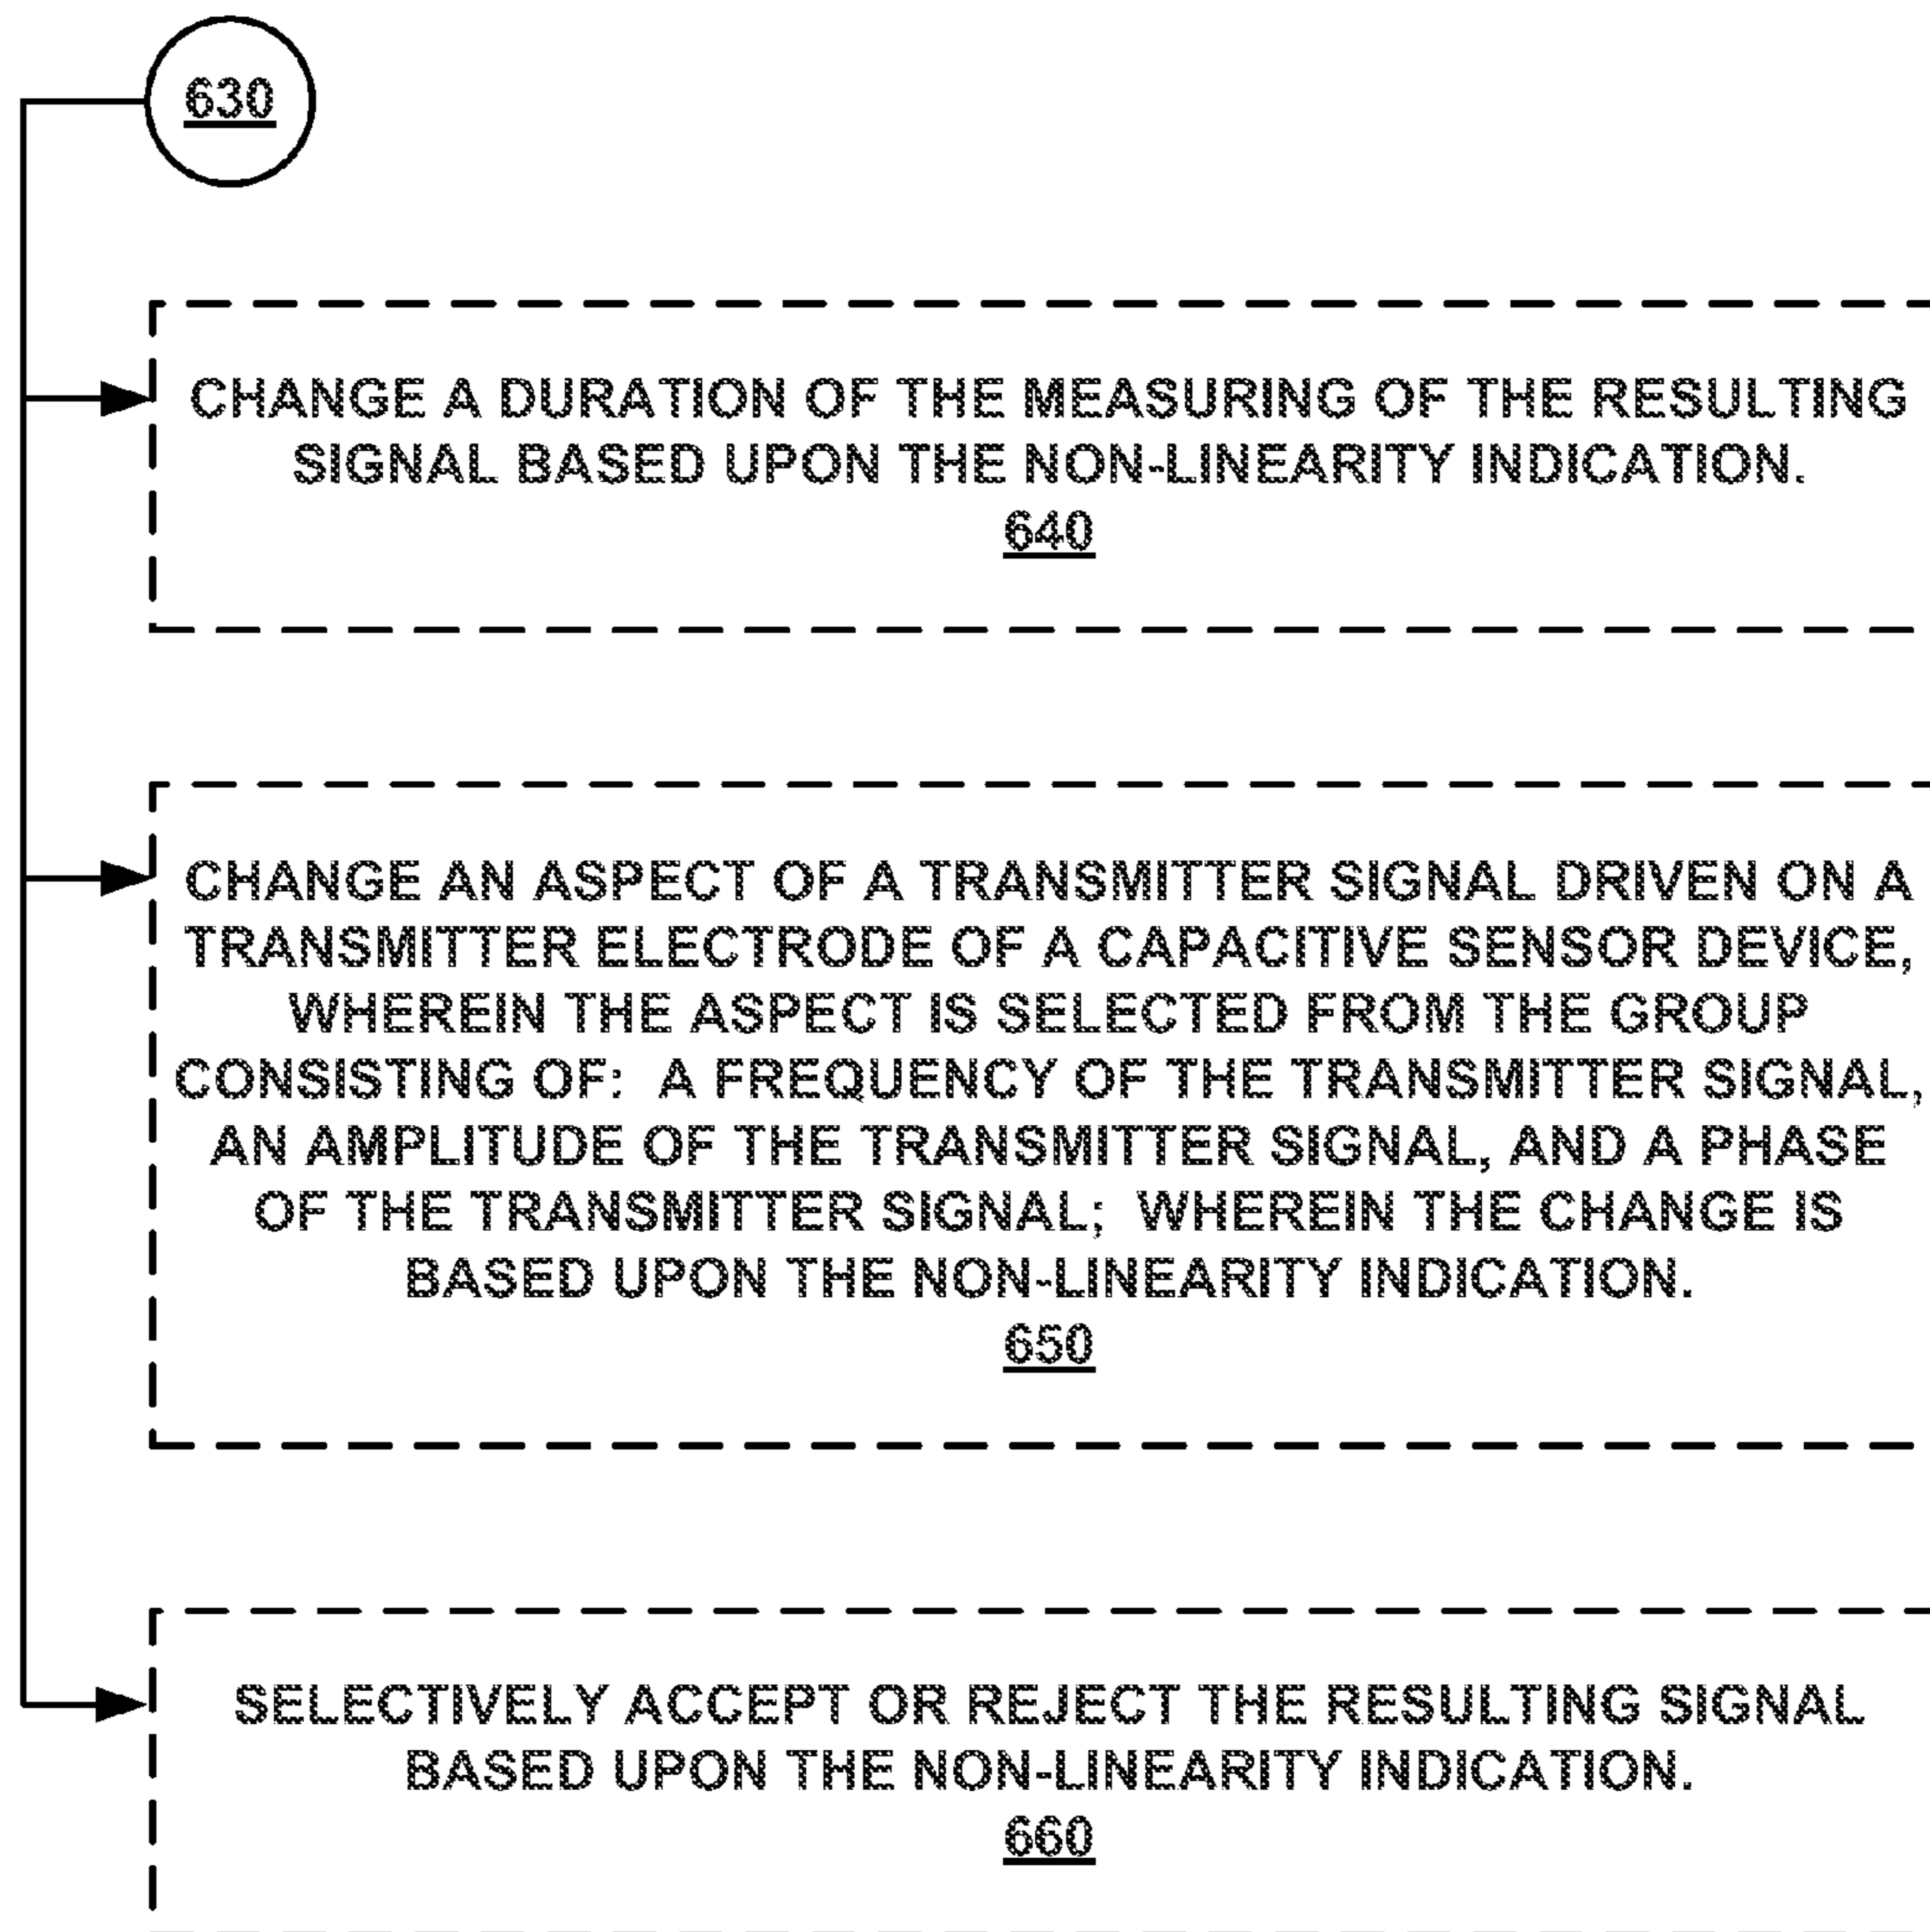 630
CHANGE A DURATION OF THE MEASURING OF THE RESULTING
SIGNAL BASED UPON THE NON-LINEARITY INDICATION.
640
CHANGE AN ASPECT OF A TRANSMITTER SIGNAL DRIVEN ON A
TRANSMITTER ELECTRODE OF A CAPACITIVE SENSOR DEVICE,
WHEREIN THE ASPECT IS SELECTED FROM THE GROUP
CONSISTING OF: A FREQUENCY OF THE TRANSMITTER SIGNAL,
AN AMPLITUDE OF THE TRANSMITTER SIGNAL, AND A PHASE
OF THE TRANSMITTER SIGNAL; WHEREIN THE CHANGE IS
BASED UPON THE NON-LINEARITY INDICATION.
650
SELECTIVELY ACCEPT OR REJECT THE RESULTING SIGNAL
BASED UPON THE NON-LINEARITY INDICATION.
660